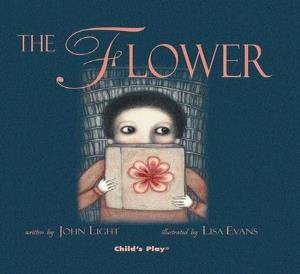 THE FLOWER
written by JOHN LIGHT illustrated by LISA EVANS
Child's Play®